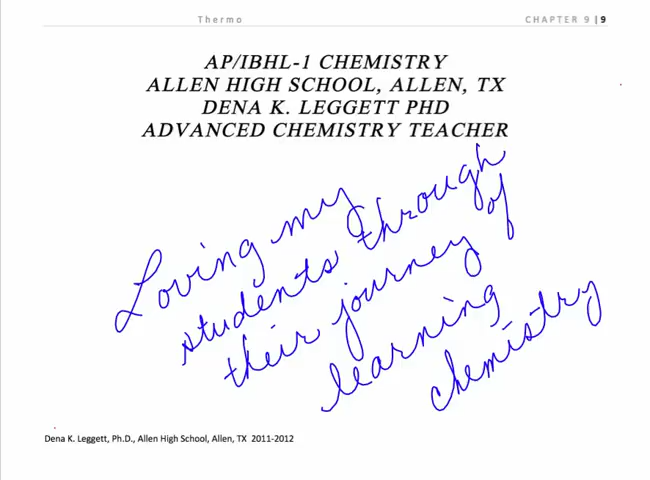 Thermo CHAPTER 9 | 9
AP/IBHL-1 CHEMISTRY
ALLEN HIGH SCHOOL, ALLEN, TX
DENA K. LEGGETT PHD
ADVANCED CHEMISTRY TEACHER
Loving my
students through
their journey of
learning
chemistry
Dena K. Leggett, Ph.D., Allen High School, Allen, TX 2011-2012